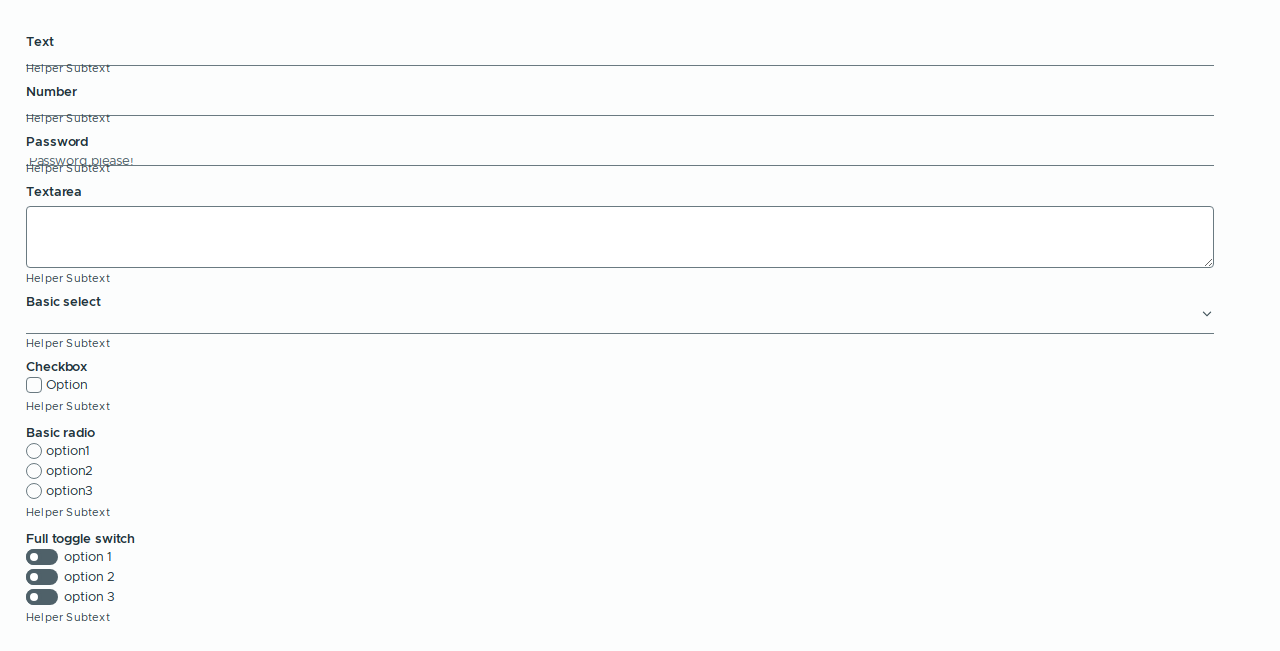 Text
Helper Subtext
Number
Helper Subtext
Password
Password please!
Helper Subtext
Textarea
Helper Subtext
Basic select
Helper Subtext
Checkbox
Option
Helper Subtext
Basic radio
option1
option2
option3
Helper Subtext
Full toggle switch
option 1
option 2
option 3
Helper Subtext